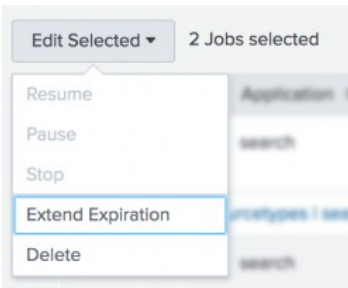 Edit Selected ▾ 2 Jobs selected
Resume
Application
Pause
search
Stop
Extend Expiration
Delete
search